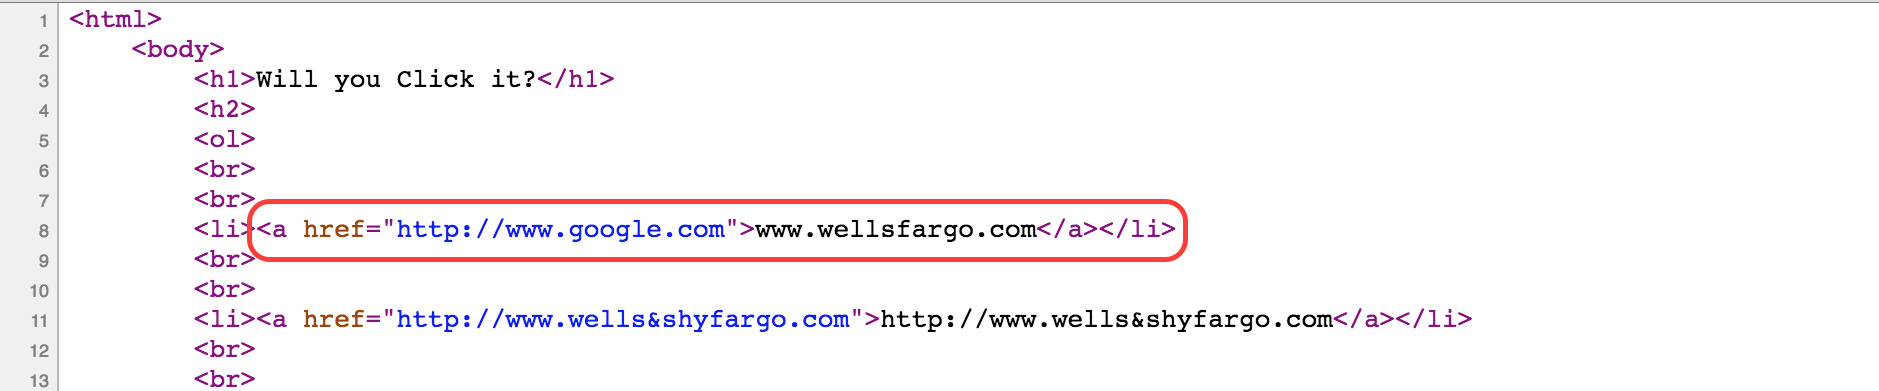 1 <html>
2 <body>
3 <h1>Will you Click it?</h1>
4 <h2>
5 <ol>
6 <br>
7 <br>
8 <li><a href="http://www.google.com">www.wellsfargo.com</a></li>
9 <br>
10 <br>
11 <li><a href="http://www.wells&shyfargo.com">http://www.wells&shyfargo.com</a></li>
12 <br>
13 <br>